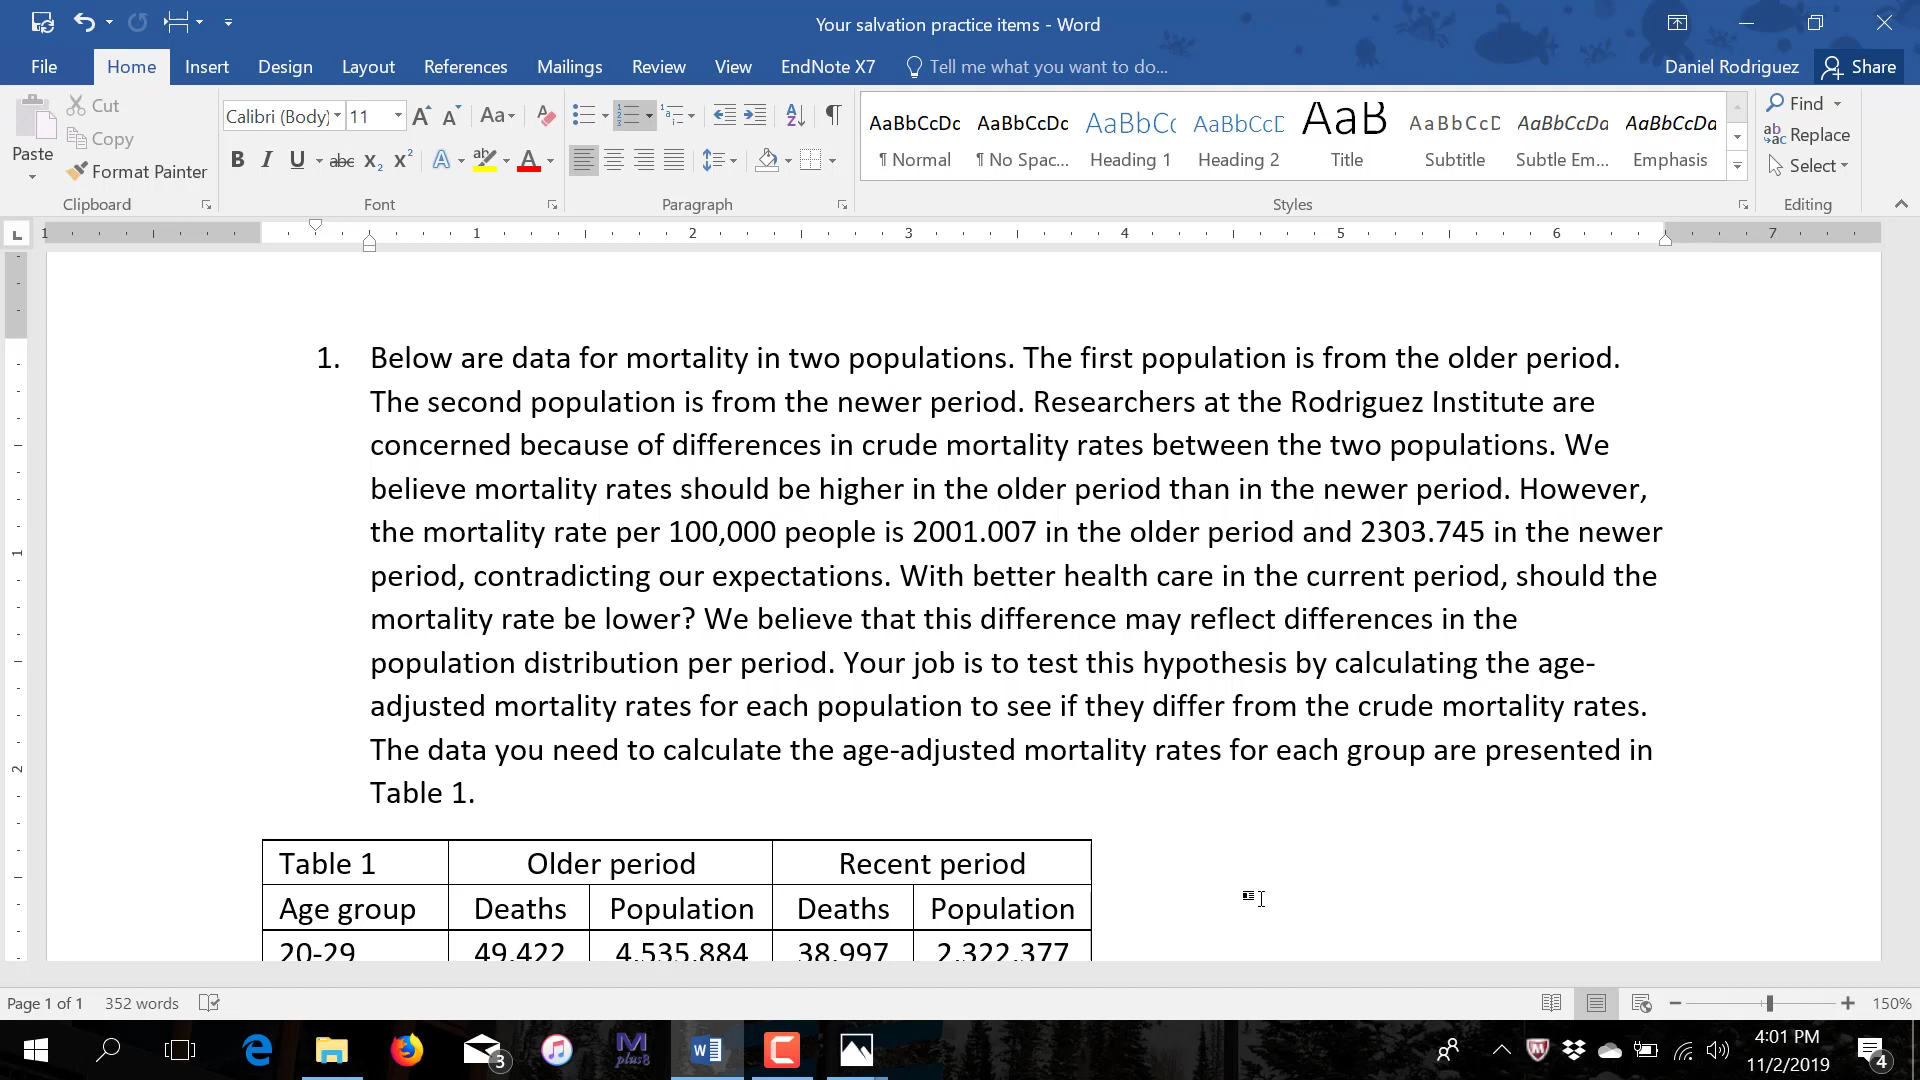 Your salvation practice items - Word
File Home Insert Design Layout References Mailings Review View EndNote X7 Tell me what you want to do... Daniel Rodriguez Share
Paste
Cut
Copy
Format Painter
Clipboard
Calibri (Body) 11
Font
Paragraph
AaBbCcDc AaBbCcDc AaBbCc AaBbCcD AaB AaBbCcD AaBbCcDd AaBbCcDd
¶ Normal ¶ No Spac... Heading 1 Heading 2 Title Subtitle Subtle Em... Emphasis
Styles
Find
Replace
Select
Editing
1 1 2 3 4 5 6 7
1. Below are data for mortality in two populations. The first population is from the older period.
The second population is from the newer period. Researchers at the Rodriguez Institute are
concerned because of differences in crude mortality rates between the two populations. We
believe mortality rates should be higher in the older period than in the newer period. However,
the mortality rate per 100,000 people is 2001.007 in the older period and 2303.745 in the newer
period, contradicting our expectations. With better health care in the current period, should the
mortality rate be lower? We believe that this difference may reflect differences in the
population distribution per period. Your job is to test this hypothesis by calculating the age-
adjusted mortality rates for each population to see if they differ from the crude mortality rates.
The data you need to calculate the age-adjusted mortality rates for each group are presented in
Table 1.
Table 1 Older period Recent period
Age group Deaths Population Deaths Population
20-29 49,422 4,535,884 38,997 2,322,377
Page 1 of 1 352 words 150%
4:01 PM
11/2/2019